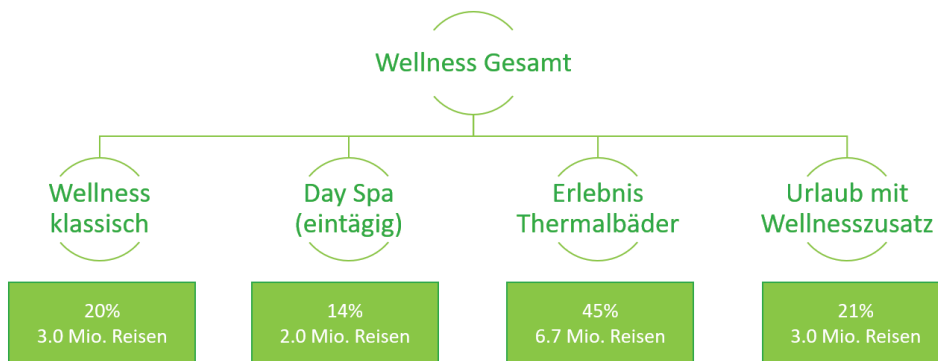 Wellness Gesamt
Wellness
klassisch
Day Spa
(eintägig)
Erlebnis
Thermalbäder
Urlaub mit
Wellnesszusatz
20%
3.0 Mio. Reisen
14%
2.0 Mio. Reisen
45%
6.7 Mio. Reisen
21%
3.0 Mio. Reisen